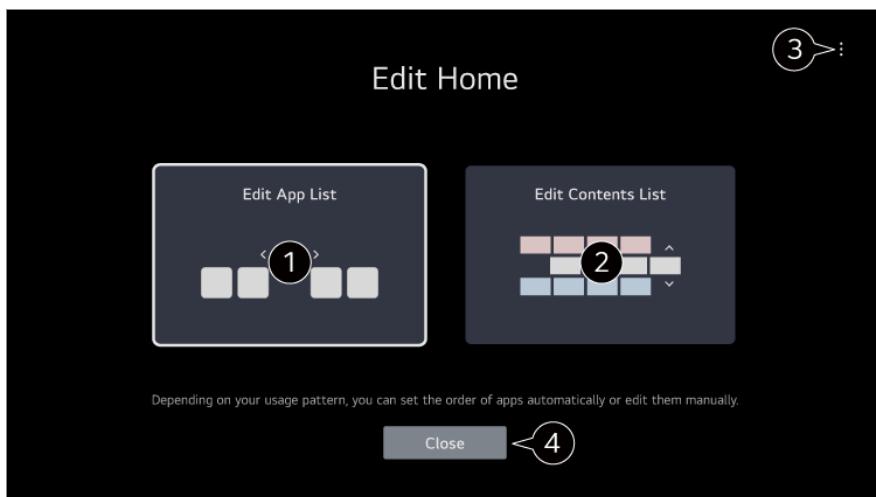 3
Edit Home
Edit App List
Edit Contents List
1
2
Depending on your usage pattern, you can set the order of apps automatically or edit them manually.
Close
4